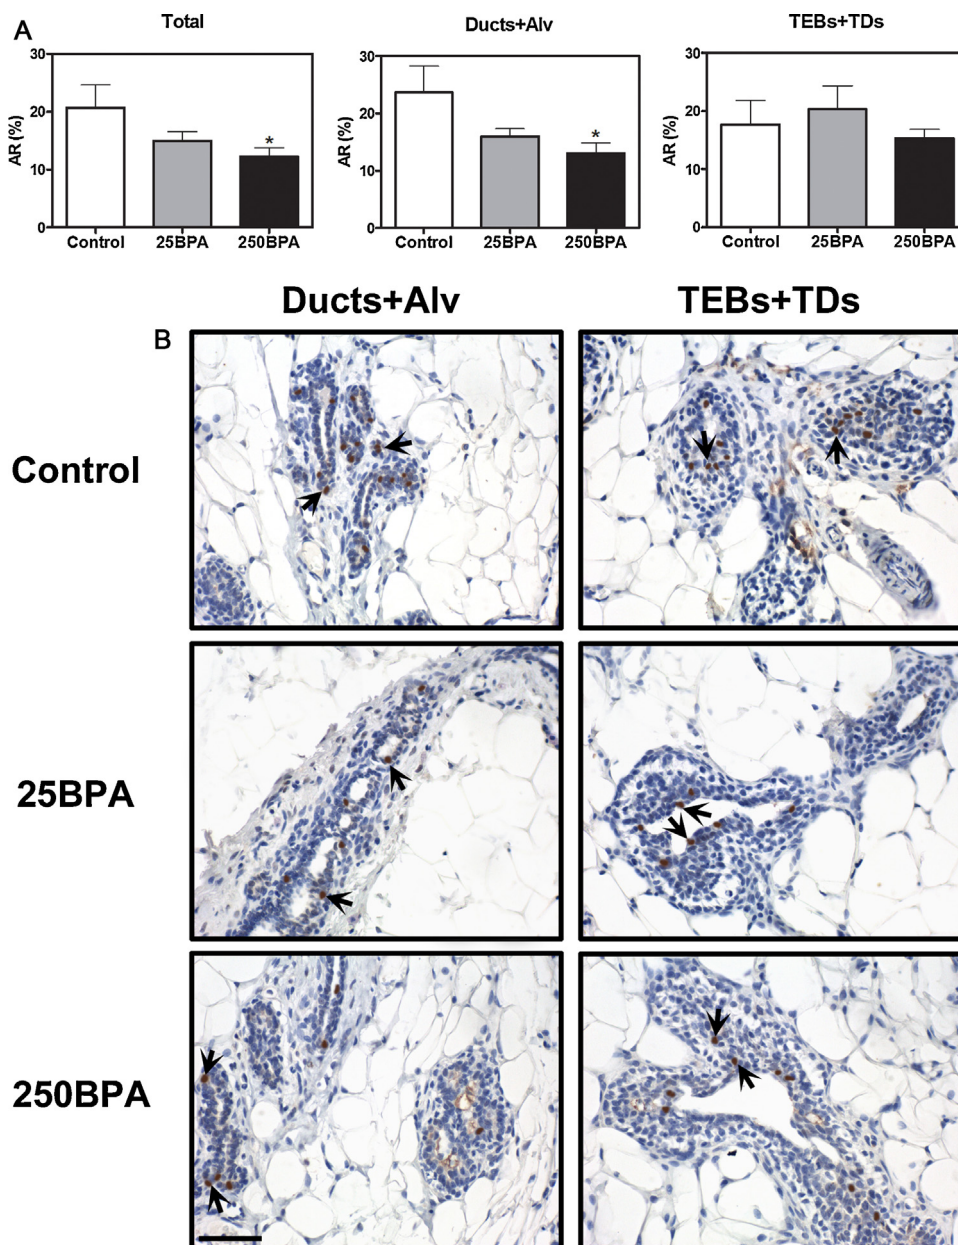 A
Total
Ducts+Alv
TEBs+TDs
AR (%)
30
20
10
0
*
Control 25BPA 250BPA
AR (%)
30
20
10
0
*
Control 25BPA 250BPA
AR (%)
30
20
10
0
Control 25BPA 250BPA
B
Ducts+Alv TEBs+TDs
Control
25BPA
250BPA